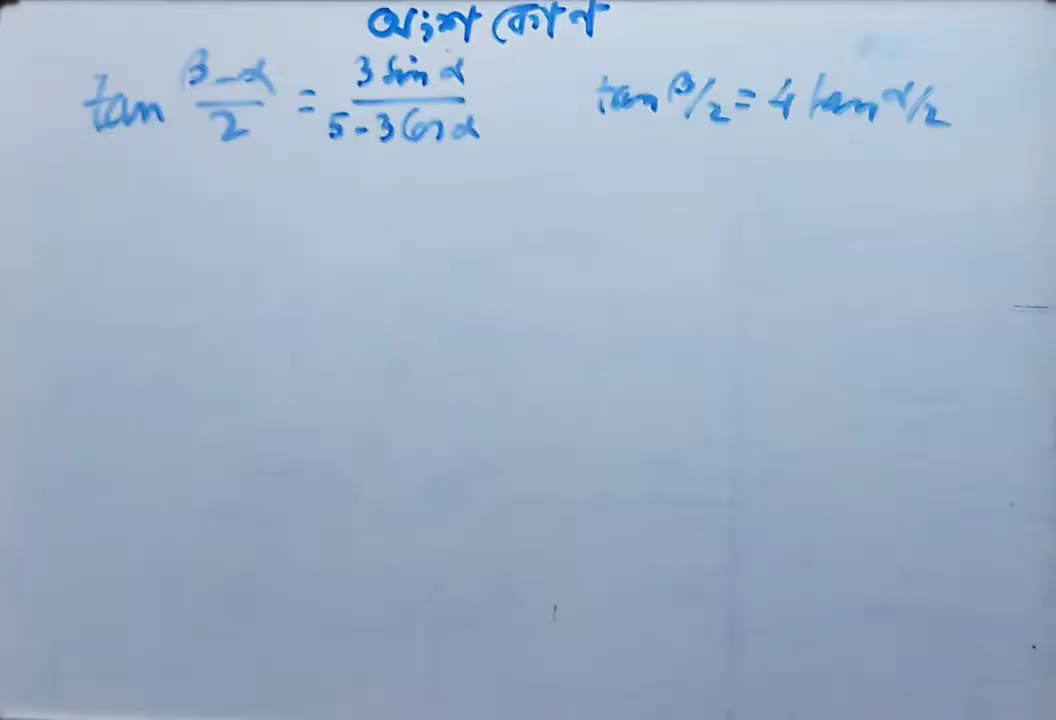 অংশ কোণ
tan (β-α)/2 = (3 sin α)/(5 - 3 cos α)    tan β/2 = 4 tan α/2